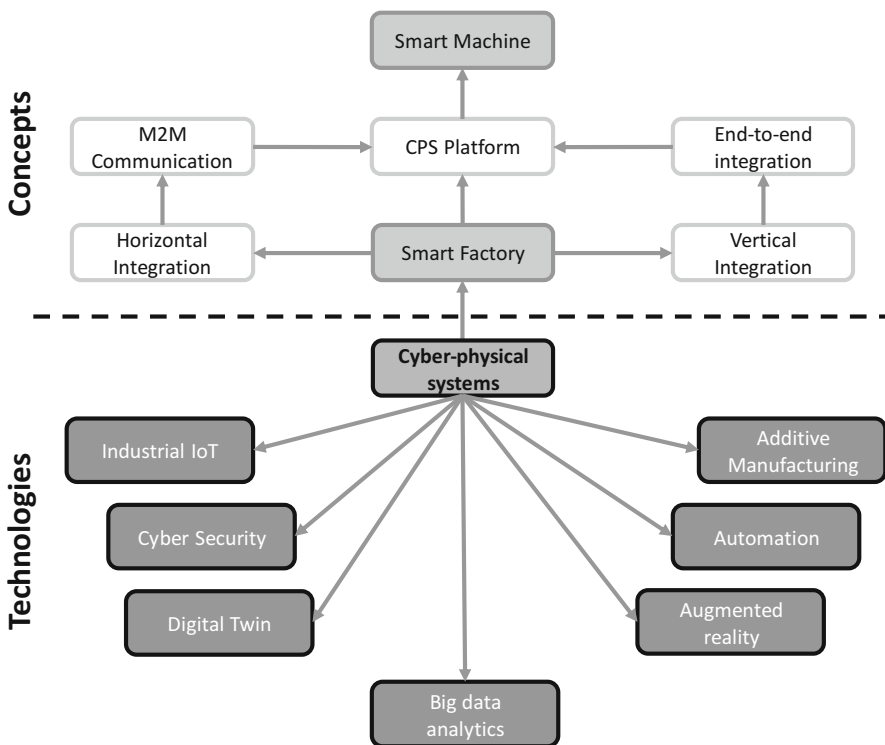 Concepts
Smart Machine
M2M
Communication
CPS Platform
End-to-end
integration
Horizontal
Integration
Smart Factory
Vertical
Integration
Technologies
Cyber-physical
systems
Industrial IoT
Additive
Manufacturing
Cyber Security
Automation
Digital Twin
Augmented
reality
Big data
analytics